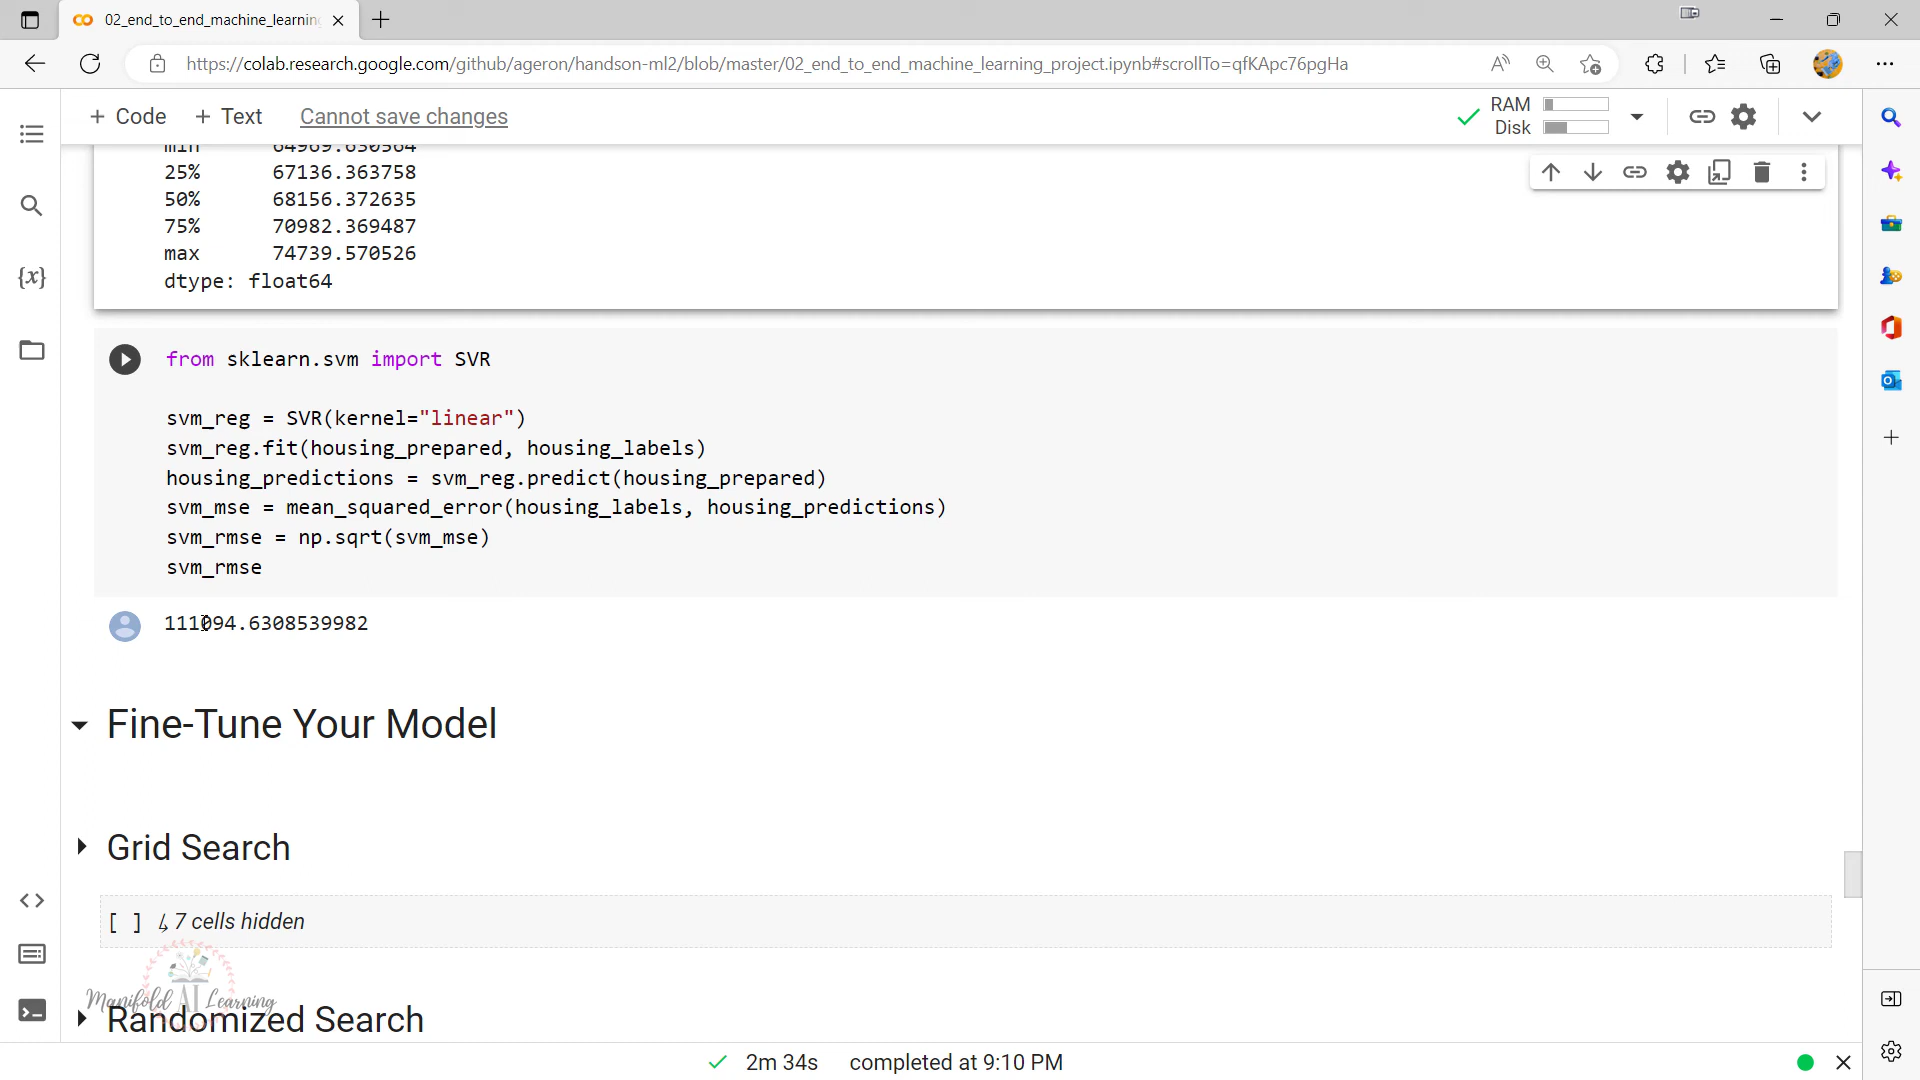 02_end_to_end_machine_learning
https://colab.research.google.com/github/ageron/handson-ml2/blob/master/02_end_to_end_machine_learning_project.ipynb#scrollTo=qfKApc76pgHa
+ Code + Text Cannot save changes
RAM
Disk
min 64969.630564
25% 67136.363758
50% 68156.372635
75% 70982.369487
max 74739.570526
dtype: float64
from sklearn.svm import SVR
svm_reg = SVR(kernel="linear")
svm_reg.fit(housing_prepared, housing_labels)
housing_predictions = svm_reg.predict(housing_prepared)
svm_mse = mean_squared_error(housing_labels, housing_predictions)
svm_rmse = np.sqrt(svm_mse)
svm_rmse
111094.6308539982
Fine-Tune Your Model
Grid Search
[ ] ↳ 7 cells hidden
Manifold AI Learning
Randomized Search
2m 34s completed at 9:10 PM